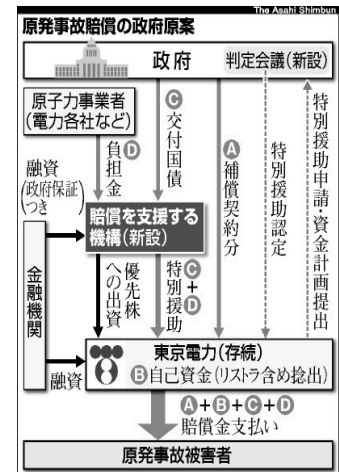 The Asahi Shimbun
原発事故賠償の政府原案
政府
判定会議(新設)
原子力事業者
(電力各社など)
D
負担金
C
交付国債
A
補償契約分
特別援助認定
特別援助申請・資金計画提出
融資
(政府保証
つき)
賠償を支援する
機構(新設)
金融機関
優先株
への出資
C+D
特別援助
融資
東京電力(存続)
B自己資金(リストラ含め捻出)
A+B+C+D
賠償金支払い
原発事故被害者